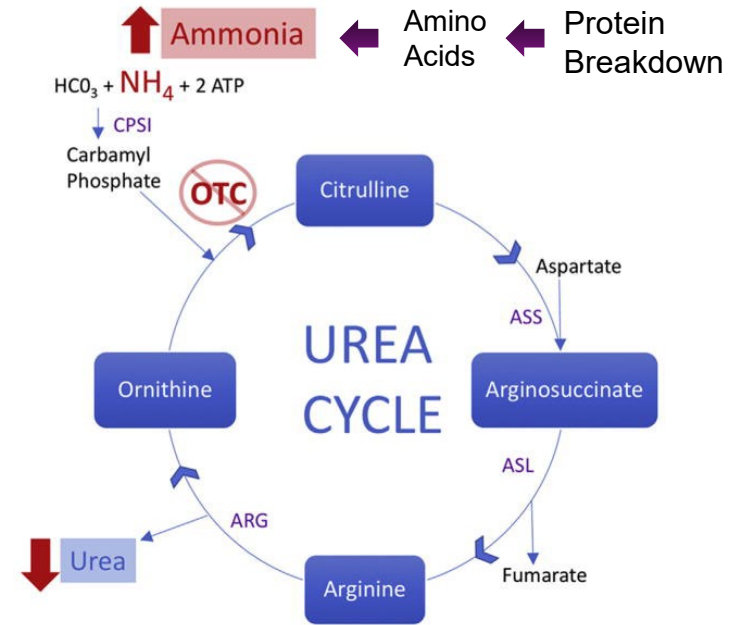 Ammonia
Amino
Acids
Protein
Breakdown
HCO₃ + NH₄ + 2 ATP
CPSI
Carbamyl
Phosphate
OTC
Citrulline
Aspartate
ASS
UREA
CYCLE
Ornithine
Arginosuccinate
ASL
ARG
Urea
Arginine
Fumarate